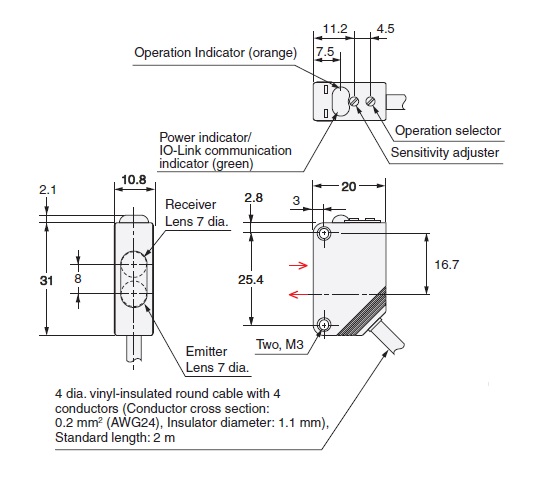 11.2
4.5
Operation Indicator (orange)
7.5
Operation selector
Power indicator/
IO-Link communication
indicator (green)
Sensitivity adjuster
2.1
10.8
Receiver
Lens 7 dia.
2.8
3
20
31
8
25.4
16.7
Emitter
Lens 7 dia.
Two, M3
4 dia. vinyl-insulated round cable with 4
conductors (Conductor cross section:
0.2 mm² (AWG24), Insulator diameter: 1.1 mm),
Standard length: 2 m